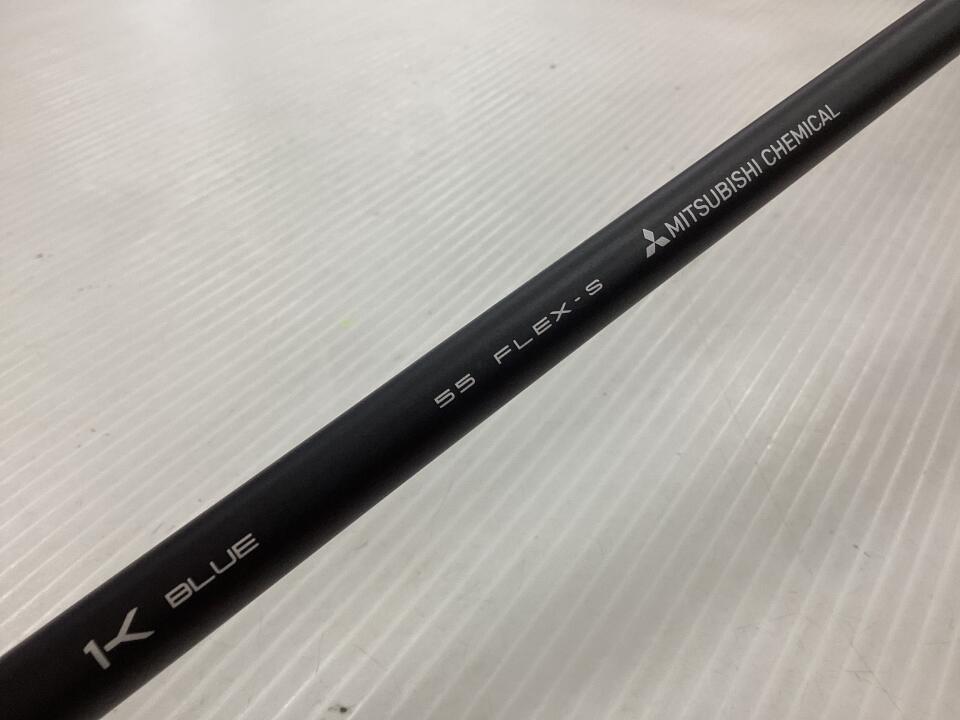 1K BLUE
55 FLEX-S
MITSUBISHI CHEMICAL